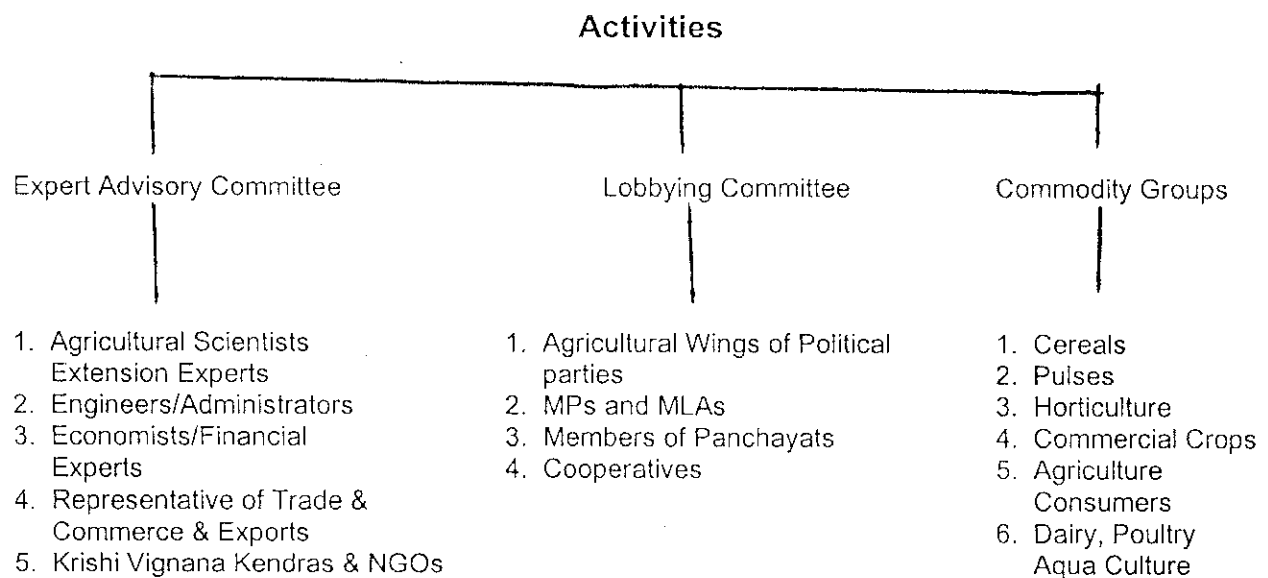 Activities
Expert Advisory Committee
1. Agricultural Scientists
Extension Experts
2. Engineers/Administrators
3. Economists/Financial
Experts
4. Representative of Trade &
Commerce & Exports
5. Krishi Vignana Kendras & NGOs
Lobbying Committee
1. Agricultural Wings of Political
parties
2. MPs and MLAs
3. Members of Panchayats
4. Cooperatives
Commodity Groups
1. Cereals
2. Pulses
3. Horticulture
4. Commercial Crops
5. Agriculture
Consumers
6. Dairy, Poultry
Aqua Culture